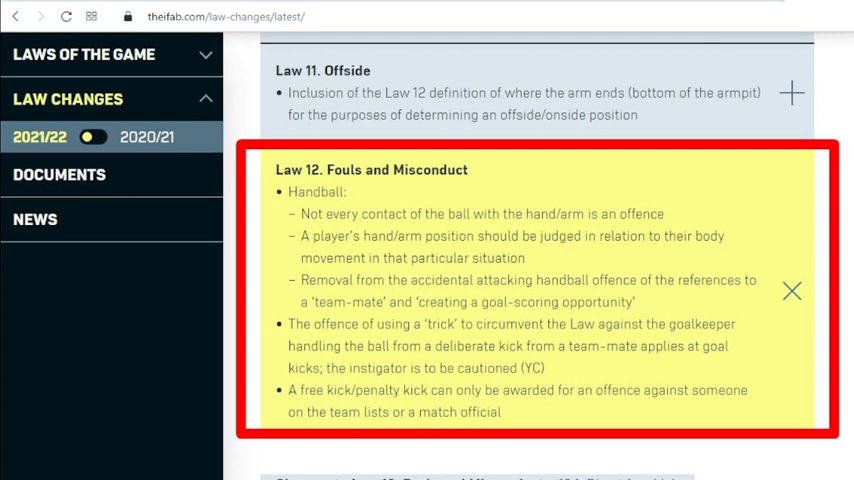 theifab.com/law-changes/latest/
LAWS OF THE GAME
LAW CHANGES
2021/22 2020/21
DOCUMENTS
NEWS
Law 11. Offside
• Inclusion of the Law 12 definition of where the arm ends (bottom of the armpit)
for the purposes of determining an offside/onside position
Law 12. Fouls and Misconduct
• Handball:
– Not every contact of the ball with the hand/arm is an offence
– A player's hand/arm position should be judged in relation to their body
movement in that particular situation
– Removal from the accidental attacking handball offence of the references to
a ‘team-mate’ and ‘creating a goal-scoring opportunity’
• The offence of using a ‘trick’ to circumvent the Law against the goalkeeper
handling the ball from a deliberate kick from a team-mate applies at goal
kicks; the instigator is to be cautioned (YC)
• A free kick/penalty kick can only be awarded for an offence against someone
on the team lists or a match official